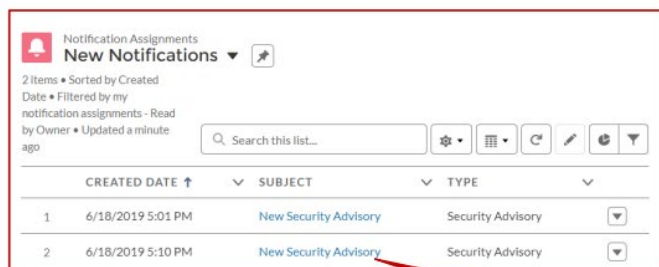 Notification Assignments
New Notifications
2 items • Sorted by Created
Date • Filtered by my
notification assignments - Read
by Owner • Updated a minute
ago
Search this list...
CREATED DATE SUBJECT TYPE
1 6/18/2019 5:01 PM New Security Advisory Security Advisory
2 6/18/2019 5:10 PM New Security Advisory Security Advisory